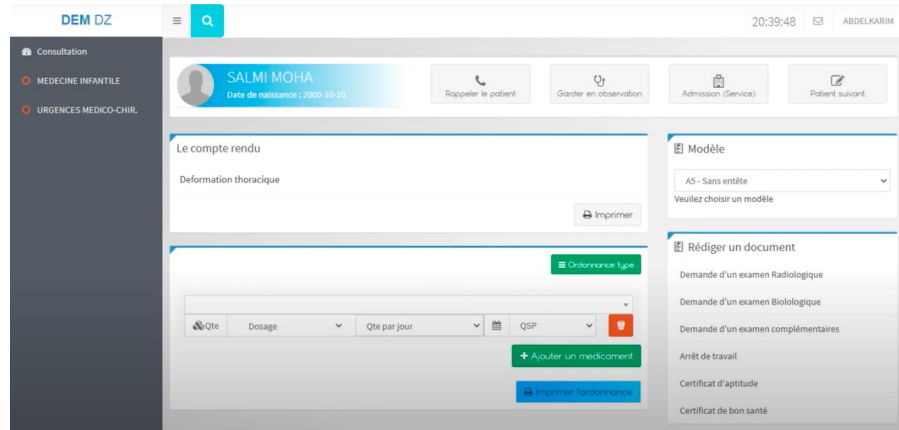 DEM DZ
20:39:48
ABDELKARIM
Consultation
MEDECINE INFANTILE
URGENCES MEDICO-CHIR.
SALMI MOHA
Date de naissance : 2000-10-10
Rappeler le patient
Garder en observation
Admission (Service)
Patient suivant
Le compte rendu
Deformation thoracique
Imprimer
Ordonnance type
Qte
Dosage
Qte par jour
QSP
+ Ajouter un medicament
Imprimer l'ordonnance
Modèle
A5 - Sans entête
Veuilez choisir un modèle
Rédiger un document
Demande d'un examen Radiologique
Demande d'un examen Biolologique
Demande d'un examen complémentaires
Arrêt de travail
Certificat d'aptitude
Certificat de bon santé